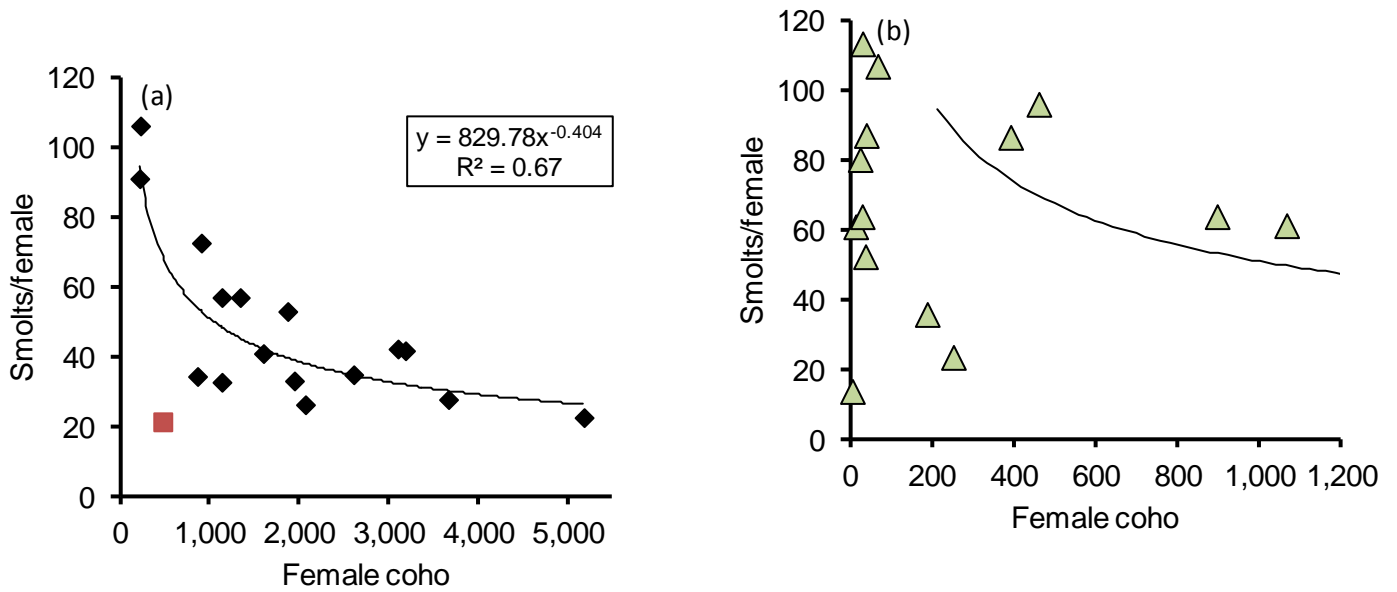 (a)
y = 829.78x^-0.404
R² = 0.67
120
100
80
60
40
20
0
Smolts/female
0 1,000 2,000 3,000 4,000 5,000
Female coho
(b)
120
100
80
60
40
20
0
Smolts/female
0 200 400 600 800 1,000 1,200
Female coho